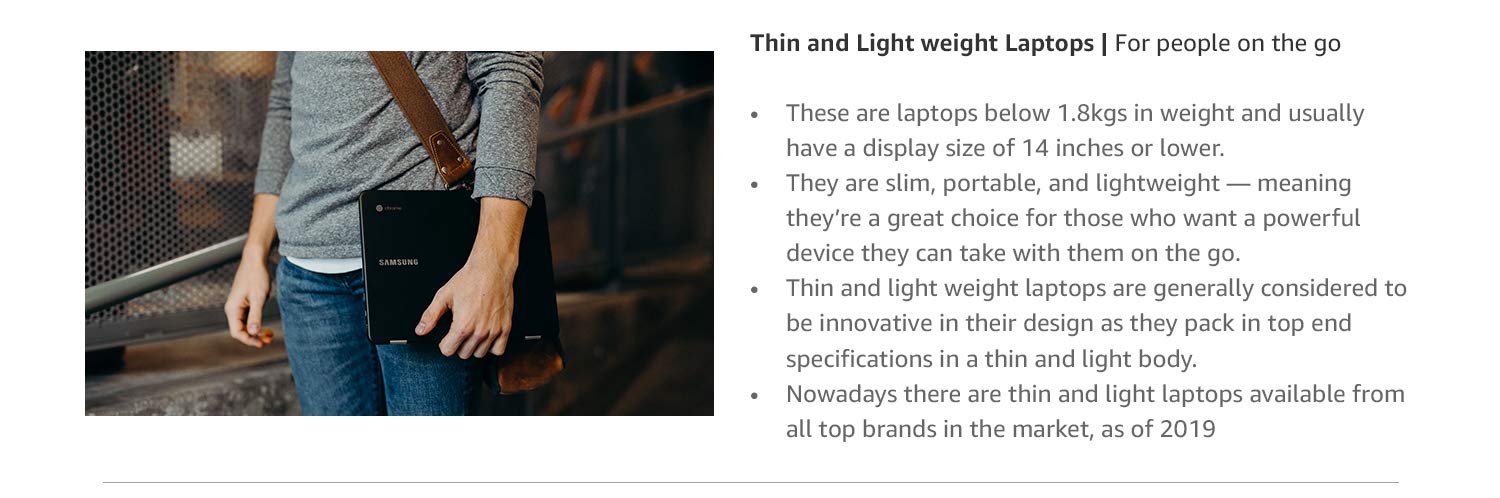 Thin and Light weight Laptops | For people on the go
• These are laptops below 1.8kgs in weight and usually
have a display size of 14 inches or lower.
• They are slim, portable, and lightweight — meaning
they’re a great choice for those who want a powerful
device they can take with them on the go.
• Thin and light weight laptops are generally considered to
be innovative in their design as they pack in top end
specifications in a thin and light body.
• Nowadays there are thin and light laptops available from
all top brands in the market, as of 2019
chrome
SAMSUNG